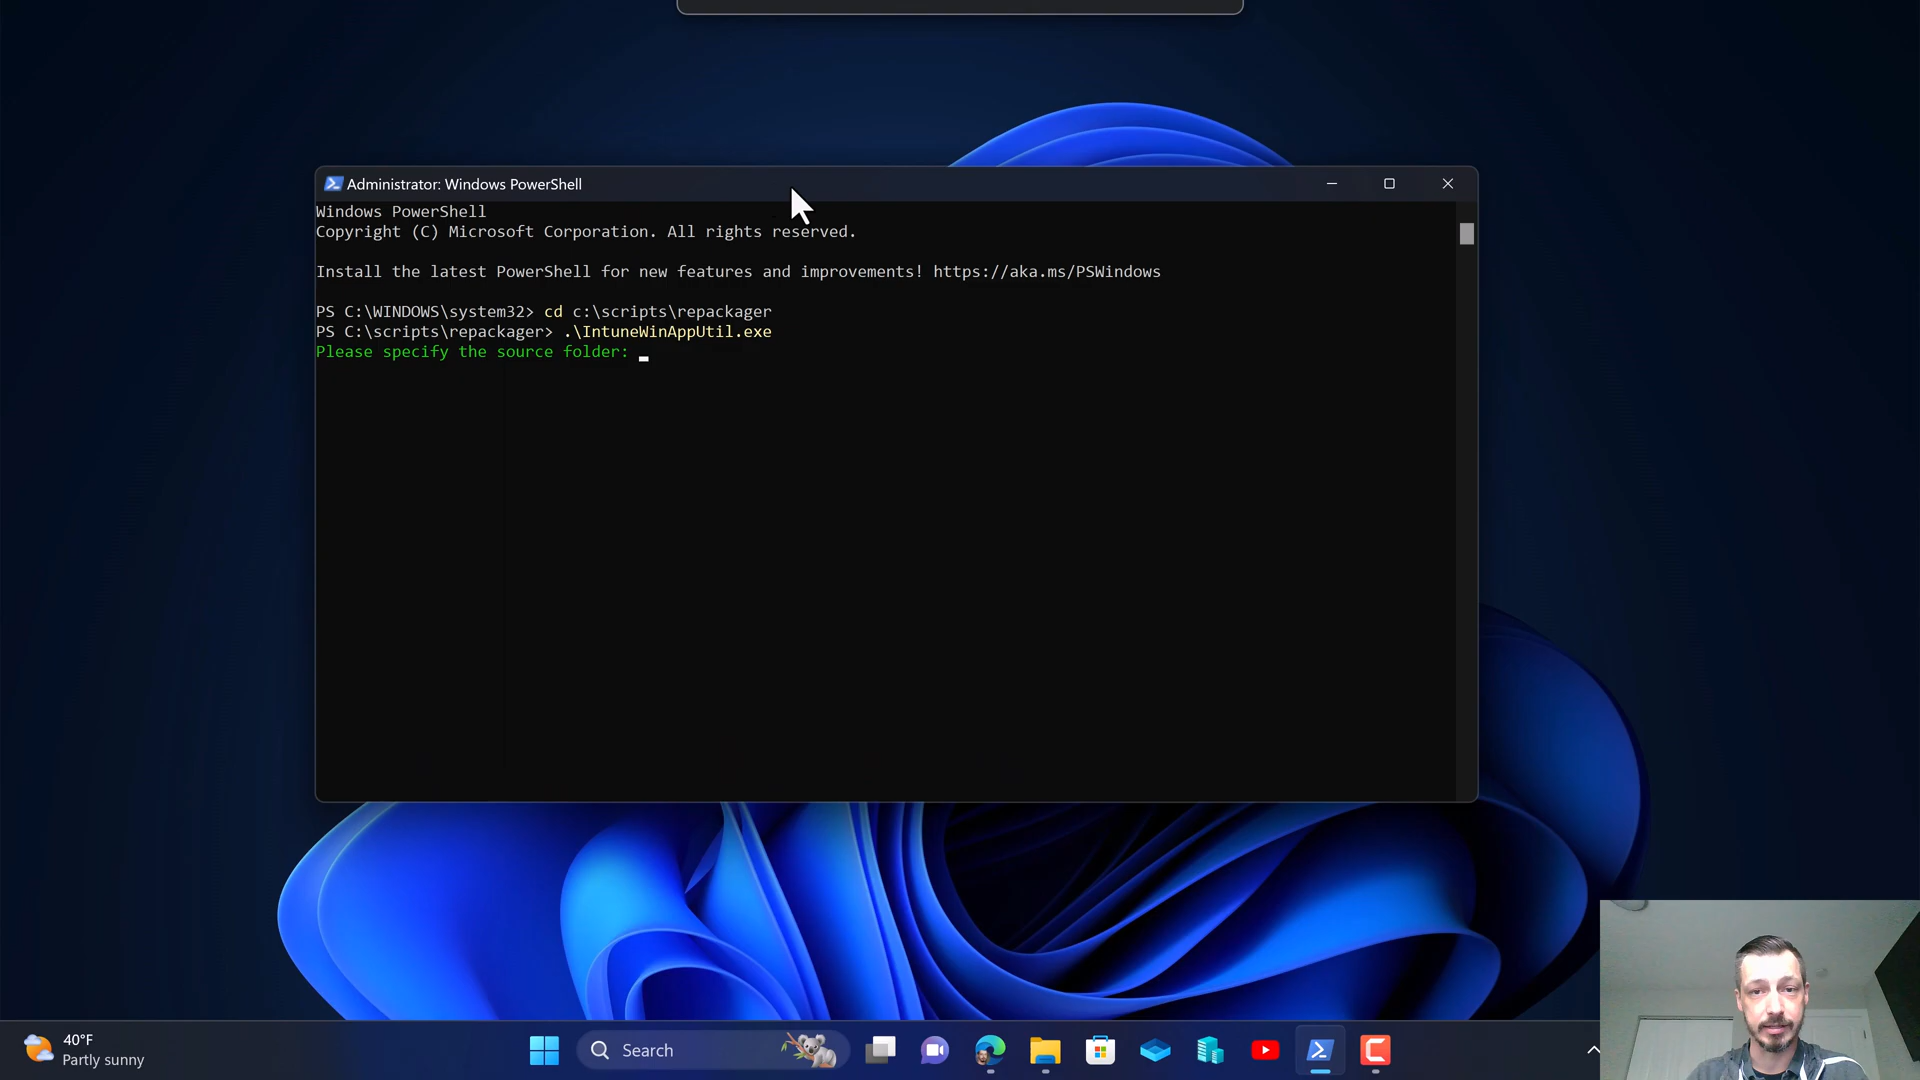 Administrator: Windows PowerShell
Windows PowerShell
Copyright (C) Microsoft Corporation. All rights reserved.
Install the latest PowerShell for new features and improvements! https://aka.ms/PSWindows
PS C:\WINDOWS\system32> cd c:\scripts\repackager
PS C:\scripts\repackager> .\IntuneWinAppUtil.exe
Please specify the source folder:
40°F
Partly sunny
Search